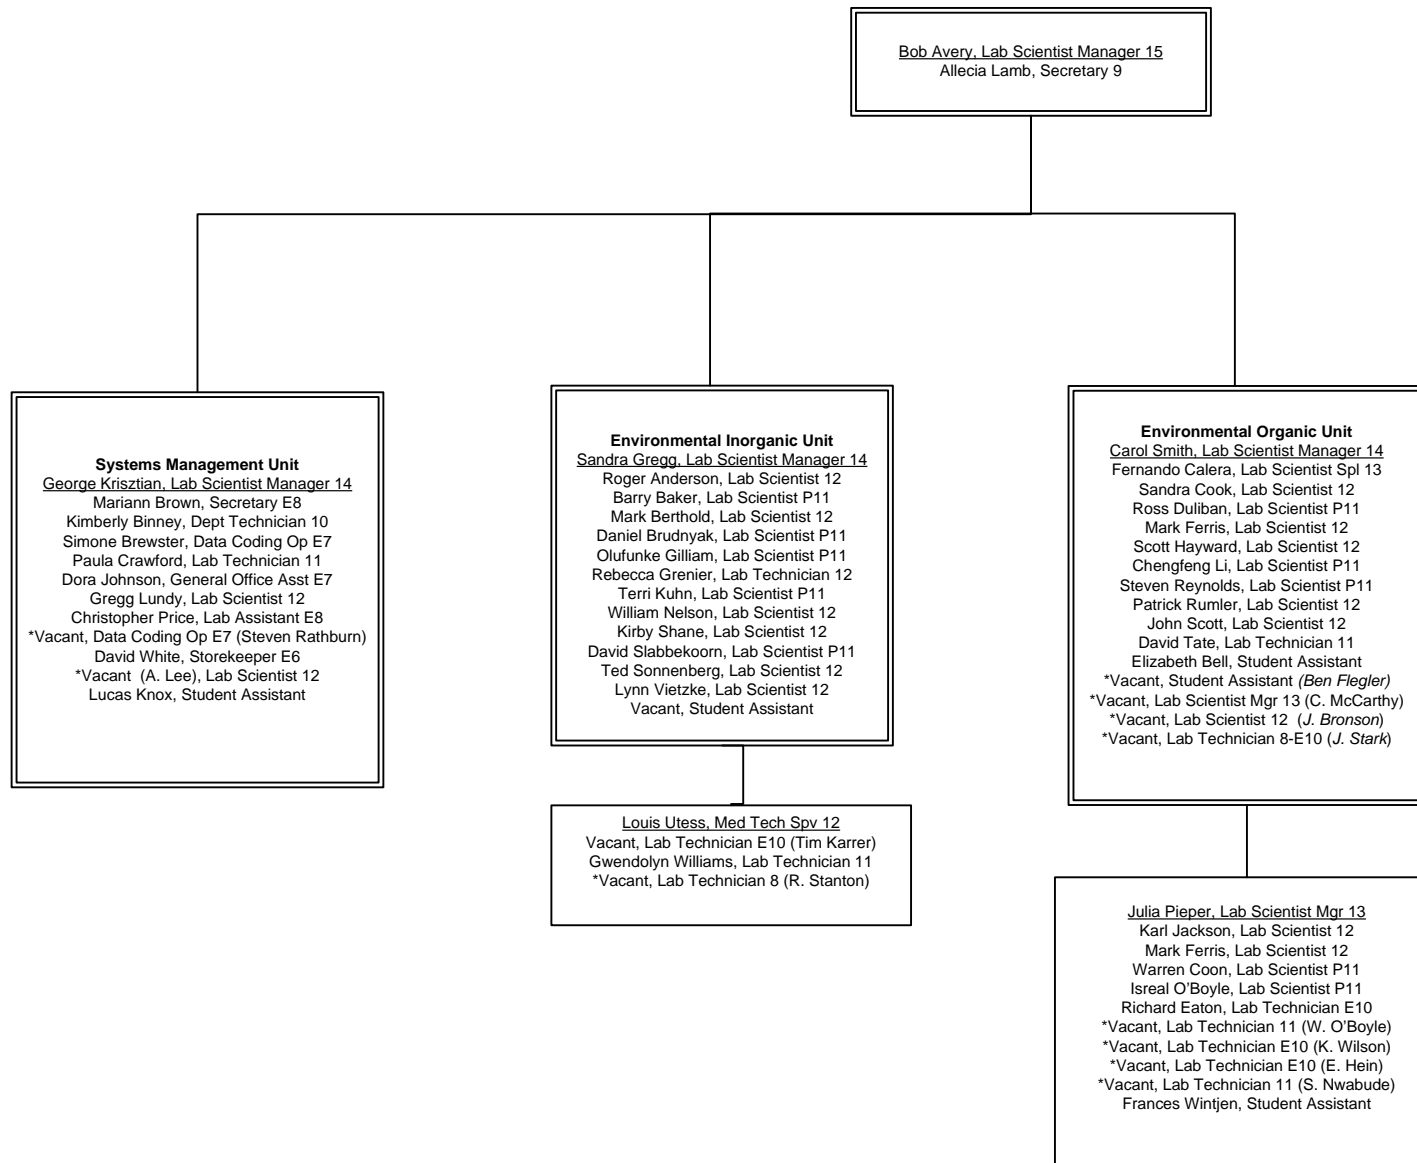 Bob Avery, Lab Scientist Manager 15
Allecia Lamb, Secretary 9
Systems Management Unit
George Krisztian, Lab Scientist Manager 14
Mariann Brown, Secretary E8
Kimberly Binney, Dept Technician 10
Simone Brewster, Data Coding Op E7
Paula Crawford, Lab Technician 11
Dora Johnson, General Office Asst E7
Gregg Lundy, Lab Scientist 12
Christopher Price, Lab Assistant E8
*Vacant, Data Coding Op E7 (Steven Rathburn)
David White, Storekeeper E6
*Vacant  (A. Lee), Lab Scientist 12
Lucas Knox, Student Assistant
Environmental Inorganic Unit
Sandra Gregg, Lab Scientist Manager 14
Roger Anderson, Lab Scientist 12
Barry Baker, Lab Scientist P11
Mark Berthold, Lab Scientist 12
Daniel Brudnyak, Lab Scientist P11
Olufunke Gilliam, Lab Scientist P11
Rebecca Grenier, Lab Technician 12
Terri Kuhn, Lab Scientist P11
William Nelson, Lab Scientist 12
Kirby Shane, Lab Scientist 12
David Slabbekoorn, Lab Scientist P11
Ted Sonnenberg, Lab Scientist 12
Lynn Vietzke, Lab Scientist 12
Vacant, Student Assistant
Louis Utess, Med Tech Spv 12
Vacant, Lab Technician E10 (Tim Karrer)
Gwendolyn Williams, Lab Technician 11
*Vacant, Lab Technician 8 (R. Stanton)
Environmental Organic Unit
Carol Smith, Lab Scientist Manager 14
Fernando Calera, Lab Scientist Spl 13
Sandra Cook, Lab Scientist 12
Ross Duliban, Lab Scientist P11
Mark Ferris, Lab Scientist 12
Scott Hayward, Lab Scientist 12
Chengfeng Li, Lab Scientist P11
Steven Reynolds, Lab Scientist P11
Patrick Rumler, Lab Scientist 12
John Scott, Lab Scientist 12
David Tate, Lab Technician 11
Elizabeth Bell, Student Assistant
*Vacant, Student Assistant (Ben Flegler)
*Vacant, Lab Scientist Mgr 13 (C. McCarthy)
*Vacant, Lab Scientist 12  (J. Bronson)
*Vacant, Lab Technician 8-E10 (J. Stark)
Julia Pieper, Lab Scientist Mgr 13
Karl Jackson, Lab Scientist 12
Mark Ferris, Lab Scientist 12
Warren Coon, Lab Scientist P11
Isreal O'Boyle, Lab Scientist P11
Richard Eaton, Lab Technician E10
*Vacant, Lab Technician 11 (W. O'Boyle)
*Vacant, Lab Technician E10 (K. Wilson)
*Vacant, Lab Technician E10 (E. Hein)
*Vacant, Lab Technician 11 (S. Nwabude)
Frances Wintjen, Student Assistant